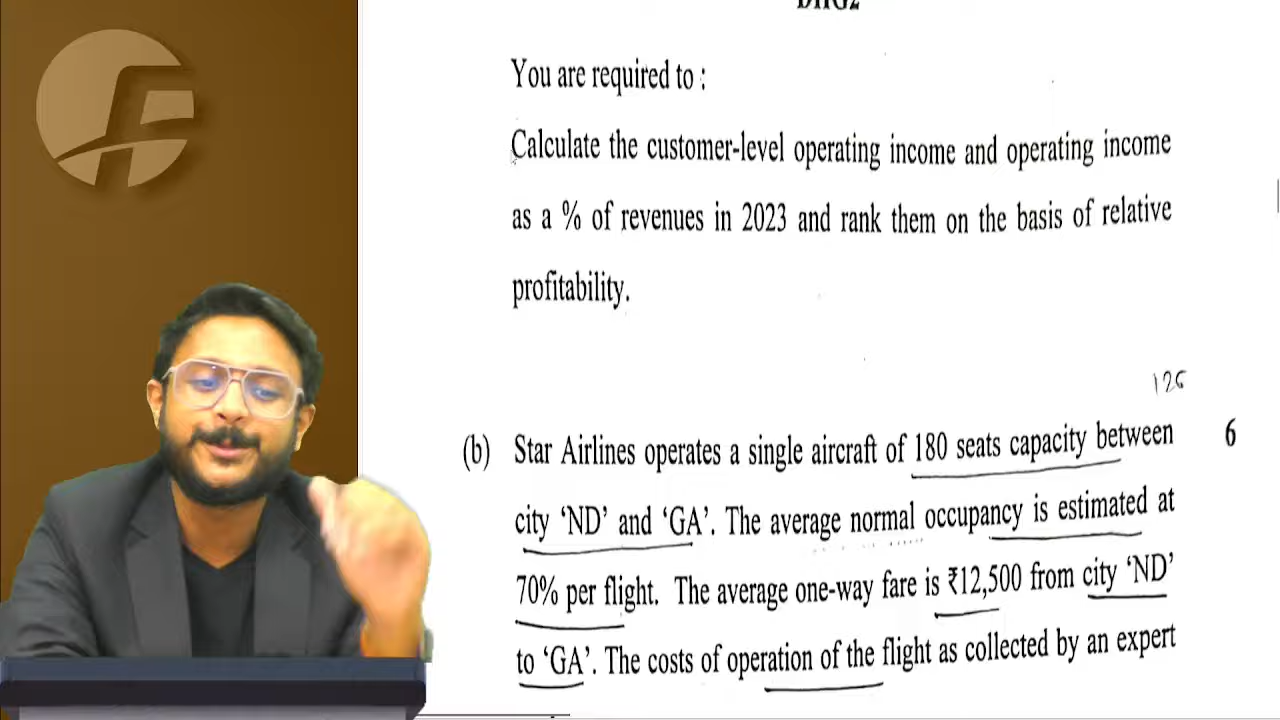 You are required to :
Calculate the customer-level operating income and operating income
as a % of revenues in 2023 and rank them on the basis of relative
profitability.
126
(b) Star Airlines operates a single aircraft of 180 seats capacity between 6
city 'ND' and 'GA'. The average normal occupancy is estimated at
70% per flight. The average one-way fare is ₹12,500 from city 'ND'
to 'GA'. The costs of operation of the flight as collected by an expert